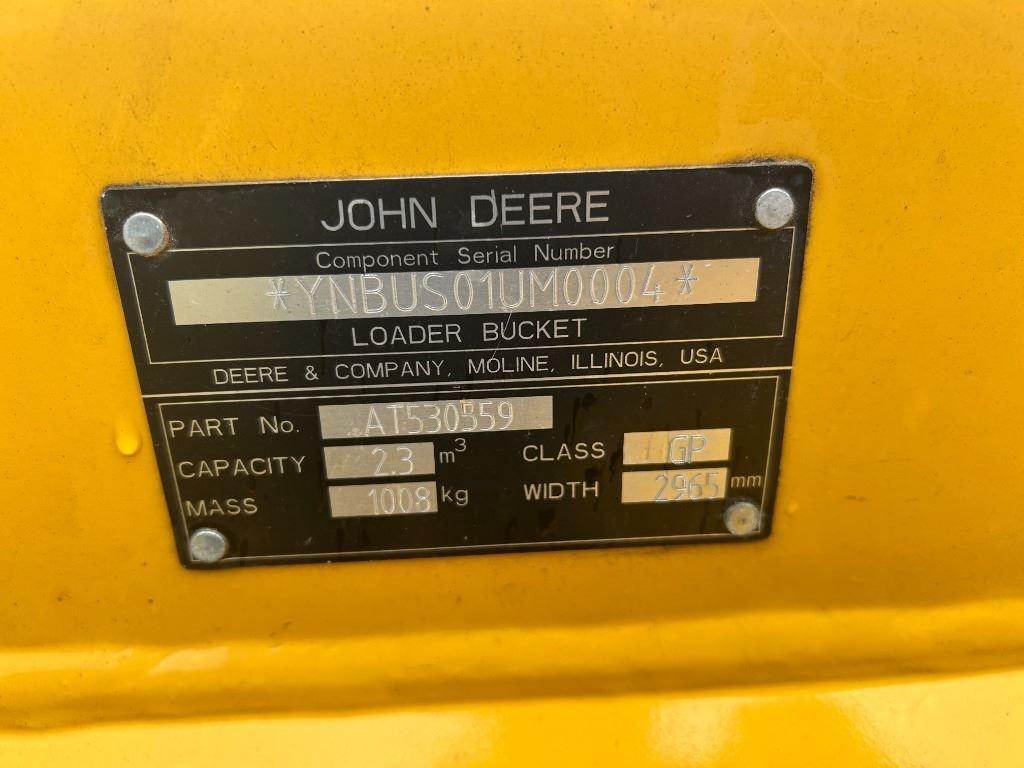 JOHN DEERE
Component Serial Number
*YNBUS01UM0004*
LOADER BUCKET
DEERE & COMPANY, MOLINE, ILLINOIS, USA
PART No. AT530359
CAPACITY 2.3 m³ CLASS GP
MASS 1008 kg WIDTH 2965 mm